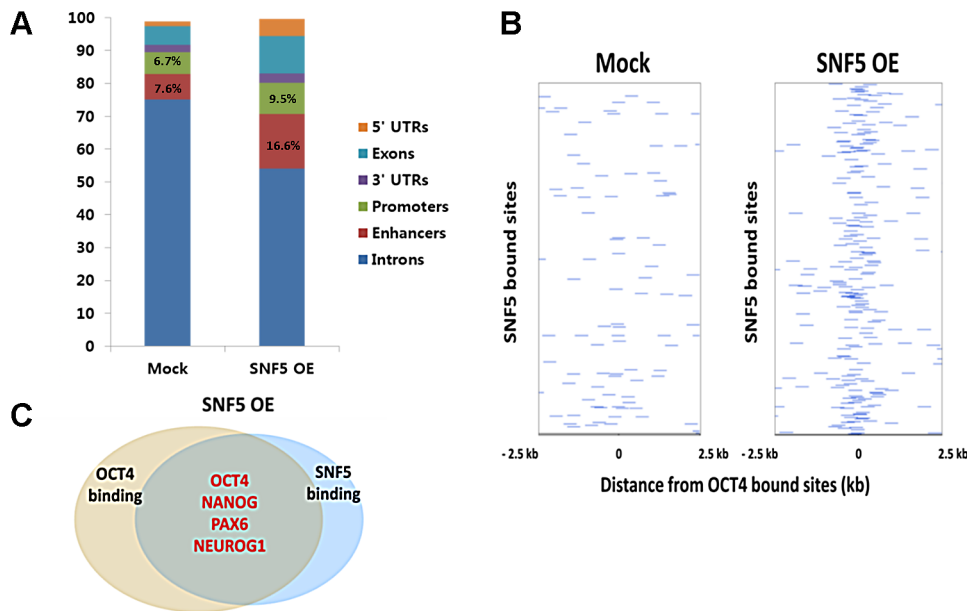 A
100
90
80
70
60
50
40
30
20
10
0
6.7%
7.6%
9.5%
16.6%
Mock
SNF5 OE
5' UTRs
Exons
3' UTRs
Promoters
Enhancers
Introns
B
Mock
SNF5 OE
SNF5 bound sites
SNF5 bound sites
- 2.5 kb
0
2.5 kb
- 2.5 kb
0
2.5 kb
Distance from OCT4 bound sites (kb)
C
SNF5 OE
OCT4
binding
OCT4
NANOG
PAX6
NEUROG1
SNF5
binding